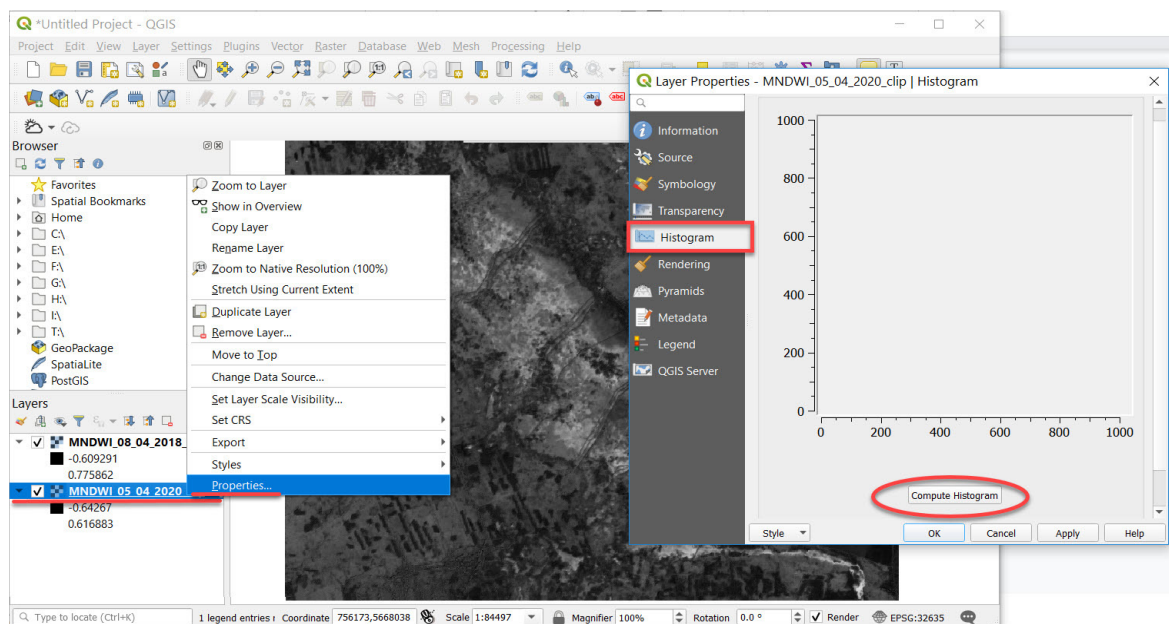 *Untitled Project - QGIS
Project Edit View Layer Settings Plugins Vector Raster Database Web Mesh Processing Help
Browser
Favorites
Spatial Bookmarks
Home
C:\
E:\
F:\
G:\
H:\
I:\
T:\
GeoPackage
SpatiaLite
PostGIS
Layers
MNDWI_08_04_2018_
-0.609291
0.775862
MNDWI_05_04_2020
-0.64267
0.616883
Zoom to Layer
Show in Overview
Copy Layer
Rename Layer
Zoom to Native Resolution (100%)
Stretch Using Current Extent
Duplicate Layer
Remove Layer...
Move to Top
Change Data Source...
Set Layer Scale Visibility...
Set CRS
Export
Styles
Properties...
Layer Properties - MNDWI_05_04_2020_clip | Histogram
Information
Source
Symbology
Transparency
Histogram
Rendering
Pyramids
Metadata
Legend
QGIS Server
1000
800
600
400
200
0
0 200 400 600 800 1000
Compute Histogram
Style OK Cancel Apply Help
Type to locate (Ctrl+K) 1 legend entries r Coordinate 756173,5668038 Scale 1:84497 Magnifier 100% Rotation 0.0 ° Render EPSG:32635